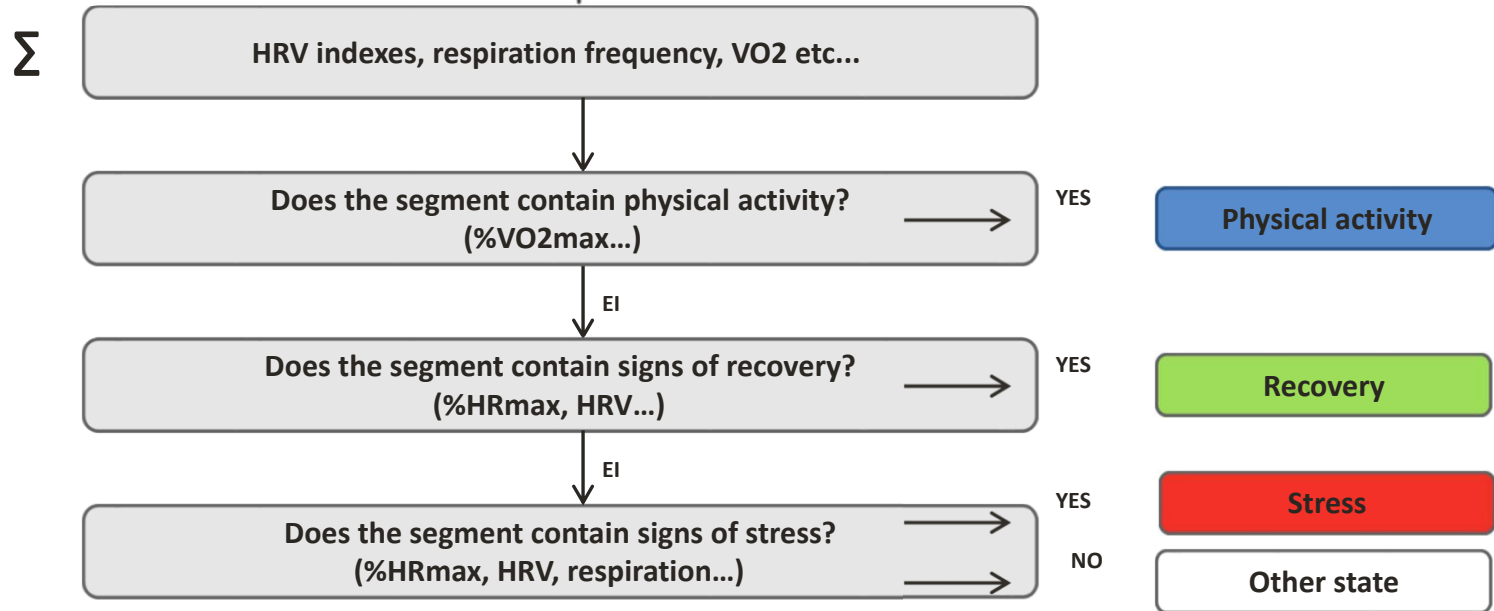 Σ
HRV indexes, respiration frequency, VO2 etc...
Does the segment contain physical activity?
(%VO2max...)
YES
Physical activity
EI
Does the segment contain signs of recovery?
(%HRmax, HRV...)
YES
Recovery
EI
Does the segment contain signs of stress?
(%HRmax, HRV, respiration...)
YES
Stress
NO
Other state